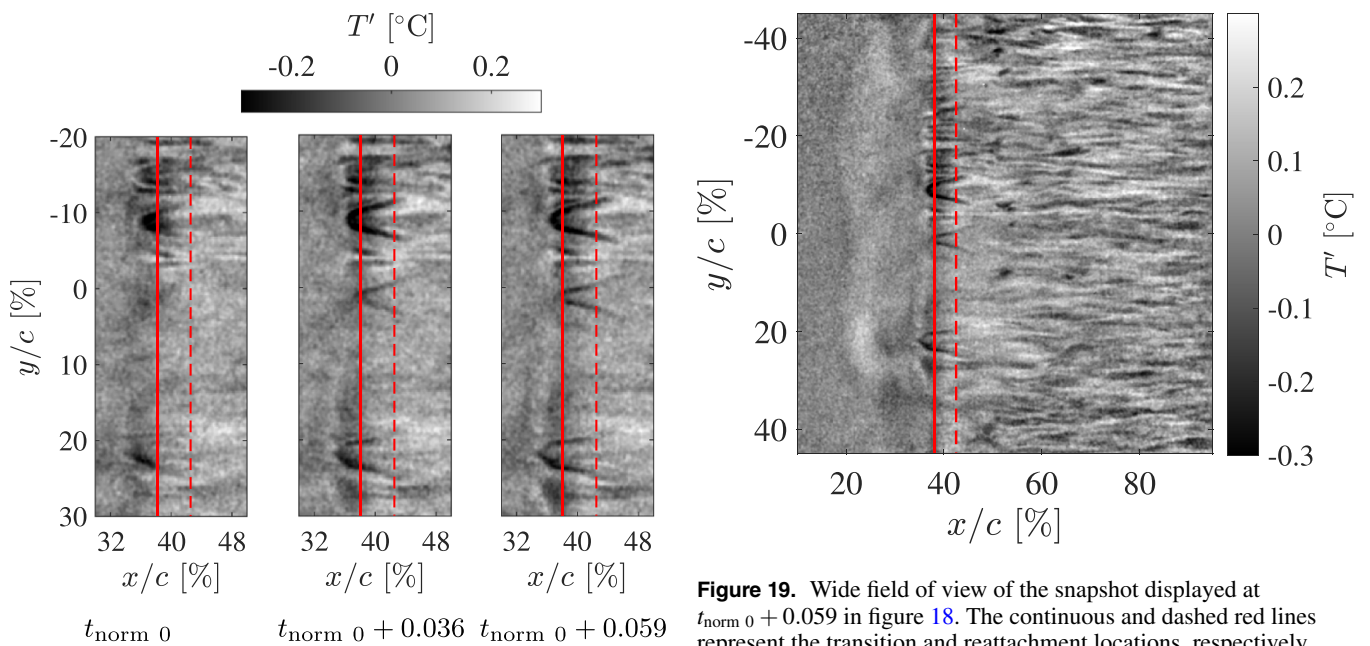 T′ [°C]
-0.2 0 0.2
-20
-10
0
10
20
30
y/c [%]
32 40 48
32 40 48
32 40 48
x/c [%] x/c [%] x/c [%]
t norm 0 t norm 0 + 0.036 t norm 0 + 0.059
-40
-20
0
20
40
y/c [%]
20 40 60 80
x/c [%]
0.2
0.1
0
-0.1
-0.2
-0.3
T′ [°C]
Figure 19. Wide field of view of the snapshot displayed at
t norm 0 + 0.059 in figure 18. The continuous and dashed red lines
represent the transition and reattachment locations, respectively